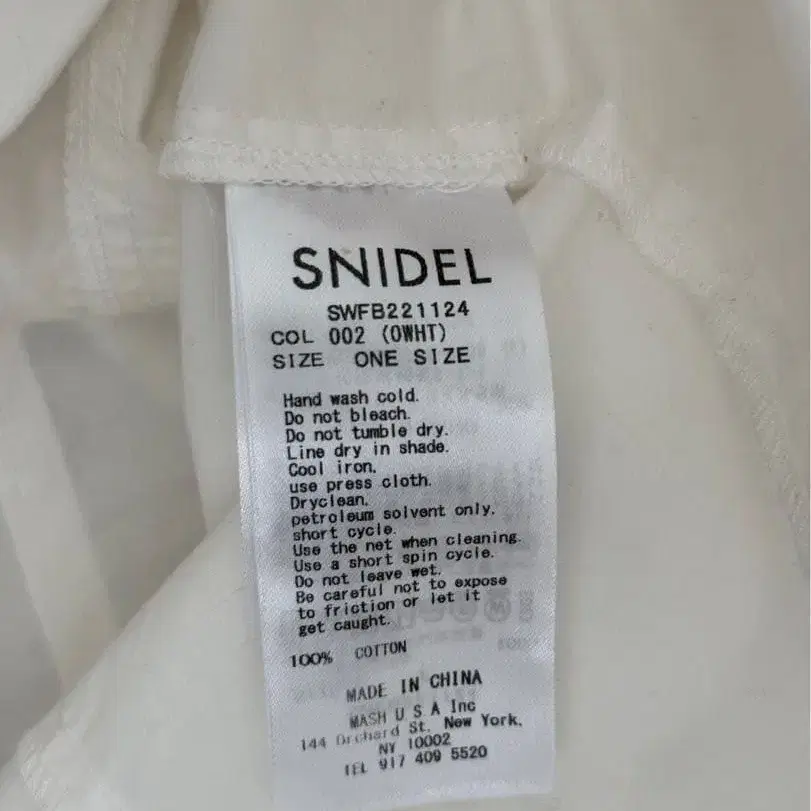 SNIDEL
SWFB221124
COL 002 (OWHT)
SIZE ONE SIZE
Hand wash cold.
Do not bleach.
Do not tumble dry.
Line dry in shade.
Cool iron.
use press cloth.
Dryclean.
petroleum solvent only.
short cycle.
Use the net when cleaning.
Use a short spin cycle.
Do not leave wet.
Be careful not to expose
to friction or let it
get caught.
100% COTTON
MADE IN CHINA
MASH U S A Inc
144 Orchard St, New York,
NY 10002
TEL 917 409 5520